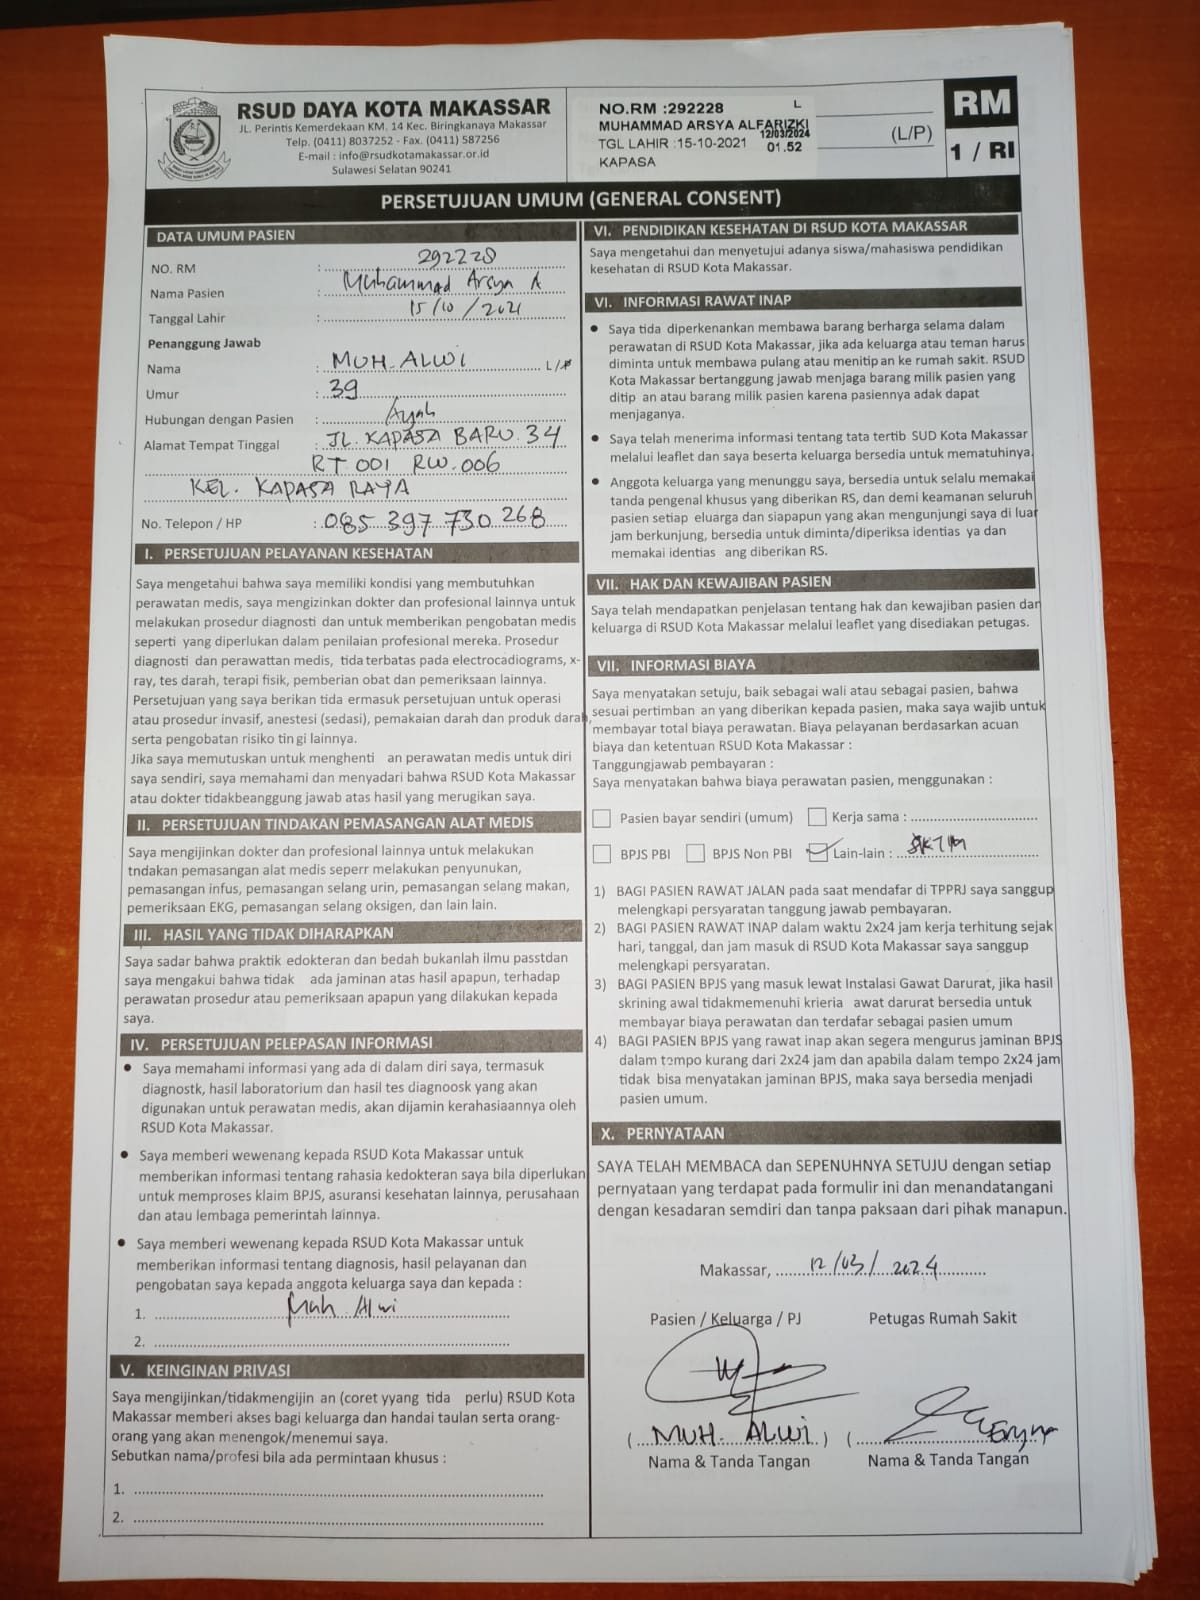 RSUD DAYA KOTA MAKASSAR
JL. Perintis Kemerdekaan KM. 14 Kec. Biringkanaya Makassar
Telp. (0411) 8037252 - Fax. (0411) 587256
E-mail : info@rsudkotamakassar.or.id
Sulawesi Selatan 90241
NO.RM :292228 L
MUHAMMAD ARSYA ALFARIZKI
12/03/2024
TGL LAHIR :15-10-2021 01.52
KAPASA
(L/P)
RM
1 / RI
PERSETUJUAN UMUM (GENERAL CONSENT)
DATA UMUM PASIEN
NO. RM : 292228
Nama Pasien : Muhammad Arsya A
Tanggal Lahir : 15/10/2021
Penanggung Jawab
Nama : MUH. ALWI L/P
Umur : 39
Hubungan dengan Pasien : Ayah
Alamat Tempat Tinggal : JL. KAPASA BARU. 34
RT 001 RW. 006
KEL. KAPASA RAYA
No. Telepon / HP : 085 397 730 268
I. PERSETUJUAN PELAYANAN KESEHATAN
Saya mengetahui bahwa saya memiliki kondisi yang membutuhkan
perawatan medis, saya mengizinkan dokter dan profesional lainnya untuk
melakukan prosedur diagnosti dan untuk memberikan pengobatan medis
seperti yang diperlukan dalam penilaian profesional mereka. Prosedur
diagnosti dan perawattan medis, tida terbatas pada electrocadiograms, x-
ray, tes darah, terapi fisik, pemberian obat dan pemeriksaan lainnya.
Persetujuan yang saya berikan tida ermasuk persetujuan untuk operasi
atau prosedur invasif, anestesi (sedasi), pemakaian darah dan produk darah,
serta pengobatan risiko tin gi lainnya.
Jika saya memutuskan untuk menghenti an perawatan medis untuk diri
saya sendiri, saya memahami dan menyadari bahwa RSUD Kota Makassar
atau dokter tidakbeanggung jawab atas hasil yang merugikan saya.
II. PERSETUJUAN TINDAKAN PEMASANGAN ALAT MEDIS
Saya mengijinkan dokter dan profesional lainnya untuk melakukan
tndakan pemasangan alat medis seperr melakukan penyunukan,
pemasangan infus, pemasangan selang urin, pemasangan selang makan,
pemeriksaan EKG, pemasangan selang oksigen, dan lain lain.
III. HASIL YANG TIDAK DIHARAPKAN
Saya sadar bahwa praktik edokteran dan bedah bukanlah ilmu passtdan
saya mengakui bahwa tidak ada jaminan atas hasil apapun, terhadap
perawatan prosedur atau pemeriksaan apapun yang dilakukan kepada
saya.
IV. PERSETUJUAN PELEPASAN INFORMASI
• Saya memahami informasi yang ada di dalam diri saya, termasuk
diagnostk, hasil laboratorium dan hasil tes diagnoosk yang akan
digunakan untuk perawatan medis, akan dijamin kerahasiaannya oleh
RSUD Kota Makassar.
• Saya memberi wewenang kepada RSUD Kota Makassar untuk
memberikan informasi tentang rahasia kedokteran saya bila diperlukan
untuk memproses klaim BPJS, asuransi kesehatan lainnya, perusahaan
dan atau lembaga pemerintah lainnya.
• Saya memberi wewenang kepada RSUD Kota Makassar untuk
memberikan informasi tentang diagnosis, hasil pelayanan dan
pengobatan saya kepada anggota keluarga saya dan kepada :
1. Muh Alwi
2.
V. KEINGINAN PRIVASI
Saya mengijinkan/tidakmengijin an (coret yyang tida perlu) RSUD Kota
Makassar memberi akses bagi keluarga dan handai taulan serta orang-
orang yang akan menengok/menemui saya.
Sebutkan nama/profesi bila ada permintaan khusus :
1.
2.
VI. PENDIDIKAN KESEHATAN DI RSUD KOTA MAKASSAR
Saya mengetahui dan menyetujui adanya siswa/mahasiswa pendidikan
kesehatan di RSUD Kota Makassar.
VI. INFORMASI RAWAT INAP
• Saya tida diperkenankan membawa barang berharga selama dalam
perawatan di RSUD Kota Makassar, jika ada keluarga atau teman harus
diminta untuk membawa pulang atau menitip an ke rumah sakit. RSUD
Kota Makassar bertanggung jawab menjaga barang milik pasien yang
ditip an atau barang milik pasien karena pasiennya adak dapat
menjaganya.
• Saya telah menerima informasi tentang tata tertib SUD Kota Makassar
melalui leaflet dan saya beserta keluarga bersedia untuk mematuhinya.
• Anggota keluarga yang menunggu saya, bersedia untuk selalu memakai
tanda pengenal khusus yang diberikan RS, dan demi keamanan seluruh
pasien setiap eluarga dan siapapun yang akan mengunjungi saya di luar
jam berkunjung, bersedia untuk diminta/diperiksa identias ya dan
memakai identias ang diberikan RS.
VII. HAK DAN KEWAJIBAN PASIEN
Saya telah mendapatkan penjelasan tentang hak dan kewajiban pasien dan
keluarga di RSUD Kota Makassar melalui leaflet yang disediakan petugas.
VII. INFORMASI BIAYA
Saya menyatakan setuju, baik sebagai wali atau sebagai pasien, bahwa
sesuai pertimban an yang diberikan kepada pasien, maka saya wajib untuk
membayar total biaya perawatan. Biaya pelayanan berdasarkan acuan
biaya dan ketentuan RSUD Kota Makassar :
Tanggungjawab pembayaran :
Saya menyatakan bahwa biaya perawatan pasien, menggunakan :
Pasien bayar sendiri (umum) Kerja sama :
BPJS PBI BPJS Non PBI Lain-lain :
1) BAGI PASIEN RAWAT JALAN pada saat mendafar di TPPRJ saya sanggup
melengkapi persyaratan tanggung jawab pembayaran.
2) BAGI PASIEN RAWAT INAP dalam waktu 2x24 jam kerja terhitung sejak
hari, tanggal, dan jam masuk di RSUD Kota Makassar saya sanggup
melengkapi persyaratan.
3) BAGI PASIEN BPJS yang masuk lewat Instalasi Gawat Darurat, jika hasil
skrining awal tidakmemenuhi krieria awat darurat bersedia untuk
membayar biaya perawatan dan terdafar sebagai pasien umum
4) BAGI PASIEN BPJS yang rawat inap akan segera mengurus jaminan BPJS
dalam tempo kurang dari 2x24 jam dan apabila dalam tempo 2x24 jam
tidak bisa menyatakan jaminan BPJS, maka saya bersedia menjadi
pasien umum.
X. PERNYATAAN
SAYA TELAH MEMBACA dan SEPENUHNYA SETUJU dengan setiap
pernyataan yang terdapat pada formulir ini dan menandatangani
dengan kesadaran semdiri dan tanpa paksaan dari pihak manapun.
Makassar, 12/03/2024
Pasien / Keluarga / PJ Petugas Rumah Sakit
(MUH. ALWI) (
Nama & Tanda Tangan Nama & Tanda Tangan